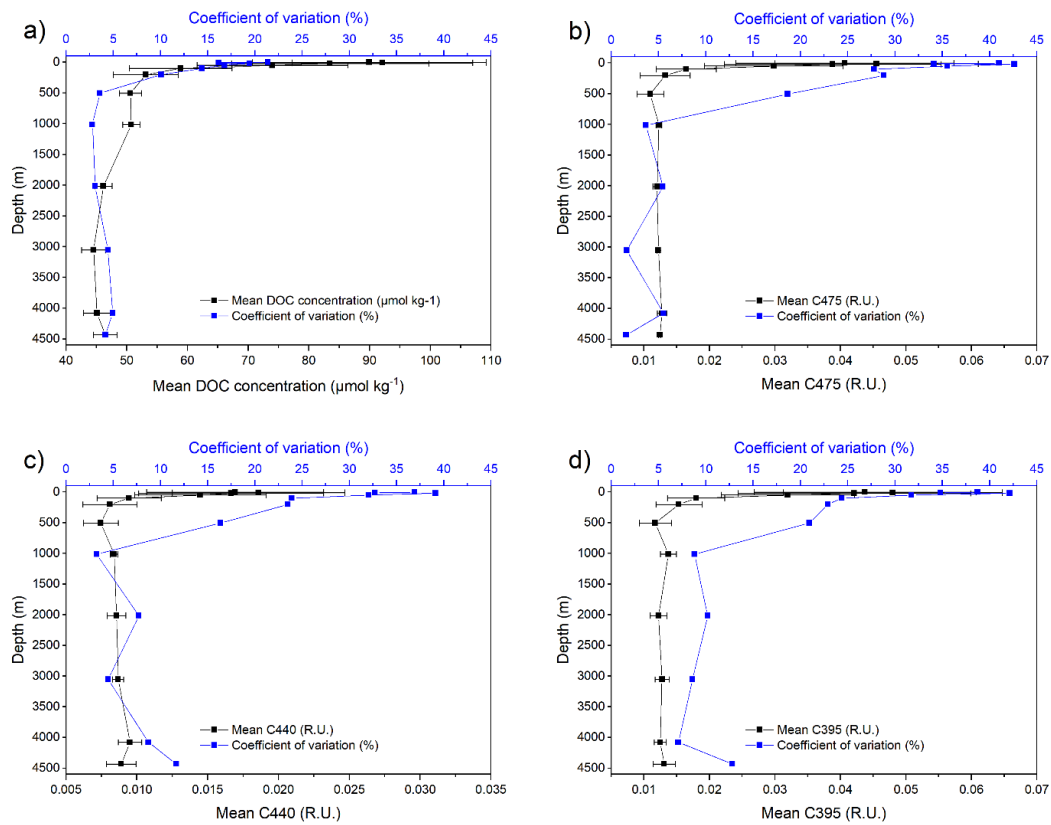 a)
Coefficient of variation (%)
0 5 10 15 20 25 30 35 40 45
0
500
1000
1500
2000
2500
3000
3500
4000
4500
Depth (m)
Mean DOC concentration (µmol kg-1)
Coefficient of variation (%)
40 50 60 70 80 90 100 110
Mean DOC concentration (µmol kg⁻¹)
b)
Coefficient of variation (%)
0 5 10 15 20 25 30 35 40 45
0
500
1000
1500
2000
2500
3000
3500
4000
4500
Depth (m)
Mean C475 (R.U.)
Coefficient of variation (%)
0.01 0.02 0.03 0.04 0.05 0.06 0.07
Mean C475 (R.U.)
c)
Coefficient of variation (%)
0 5 10 15 20 25 30 35 40 45
0
500
1000
1500
2000
2500
3000
3500
4000
4500
Depth (m)
Mean C440 (R.U.)
Coefficient of variation (%)
0.005 0.010 0.015 0.020 0.025 0.030 0.035
Mean C440 (R.U.)
d)
Coefficient of variation (%)
0 5 10 15 20 25 30 35 40 45
0
500
1000
1500
2000
2500
3000
3500
4000
4500
Depth (m)
Mean C395 (R.U.)
Coefficient of variation (%)
0.01 0.02 0.03 0.04 0.05 0.06 0.07
Mean C395 (R.U.)